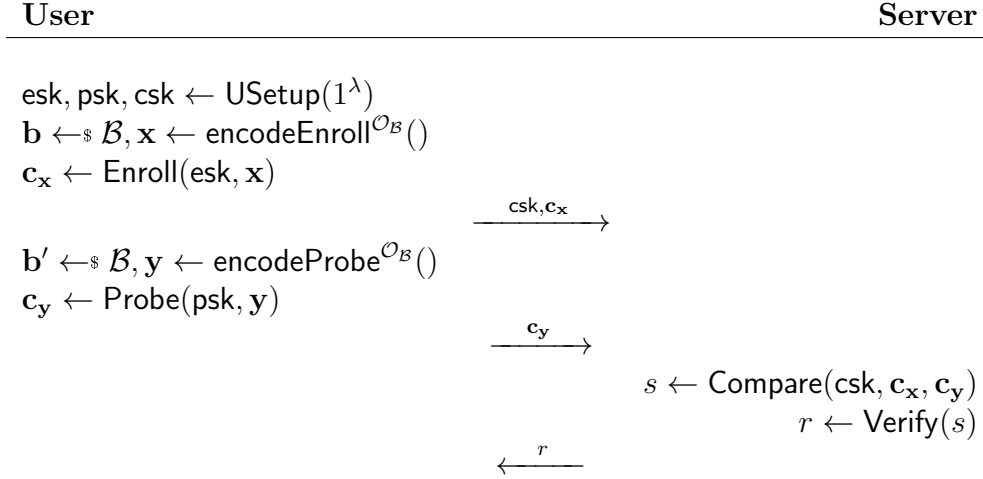 User Server
esk, psk, csk ← USetup(1^λ)
b ←$ 𝓑, x ← encodeEnroll^{𝒪_𝓑}()
c_x ← Enroll(esk, x)
csk,c_x
b′ ←$ 𝓑, y ← encodeProbe^{𝒪_𝓑}()
c_y ← Probe(psk, y)
c_y
s ← Compare(csk, c_x, c_y)
r ← Verify(s)
r